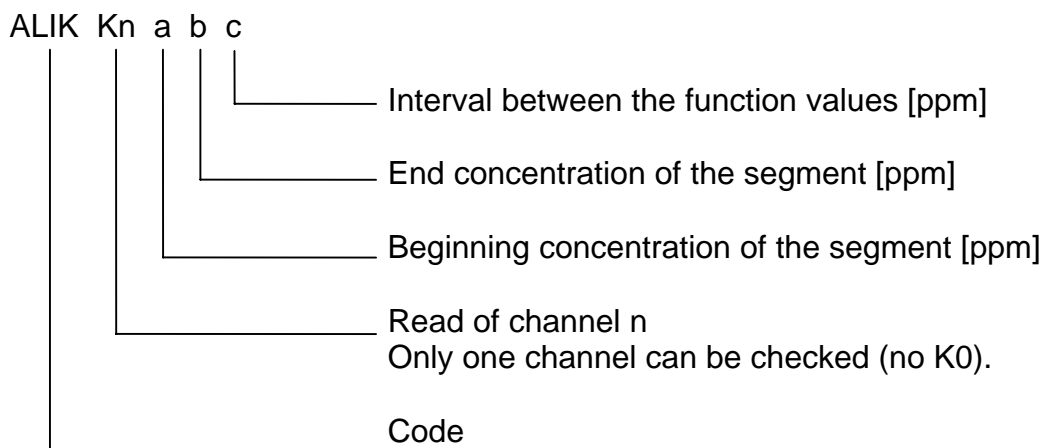 ALIK Kn a b c
Interval between the function values [ppm]
End concentration of the segment [ppm]
Beginning concentration of the segment [ppm]
Read of channel n
Only one channel can be checked (no K0).
Code